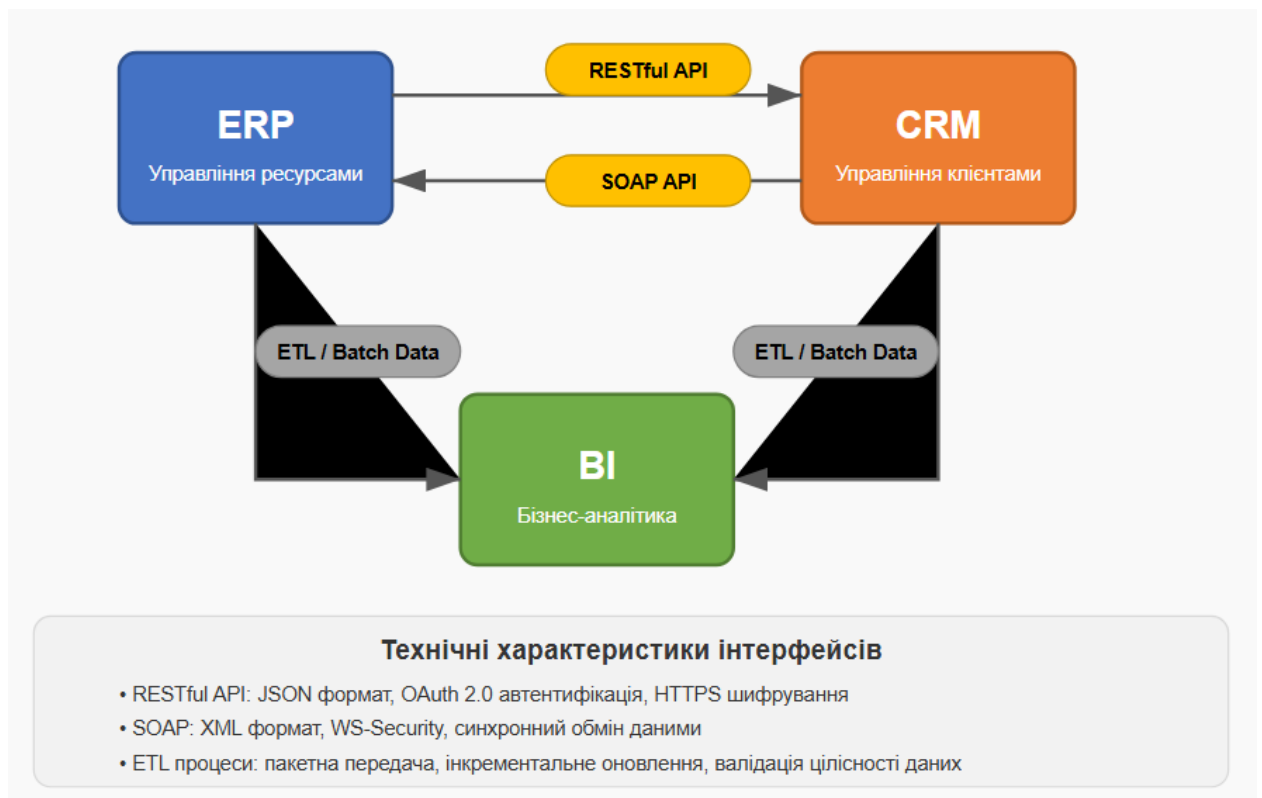 RESTful API
ERP
Управління ресурсами
CRM
Управління клієнтами
SOAP API
ETL / Batch Data
ETL / Batch Data
BI
Бізнес-аналітика
Технічні характеристики інтерфейсів
• RESTful API: JSON формат, OAuth 2.0 автентифікація, HTTPS шифрування
• SOAP: XML формат, WS-Security, синхронний обмін даними
• ETL процеси: пакетна передача, інкрементальне оновлення, валідація цілісності даних